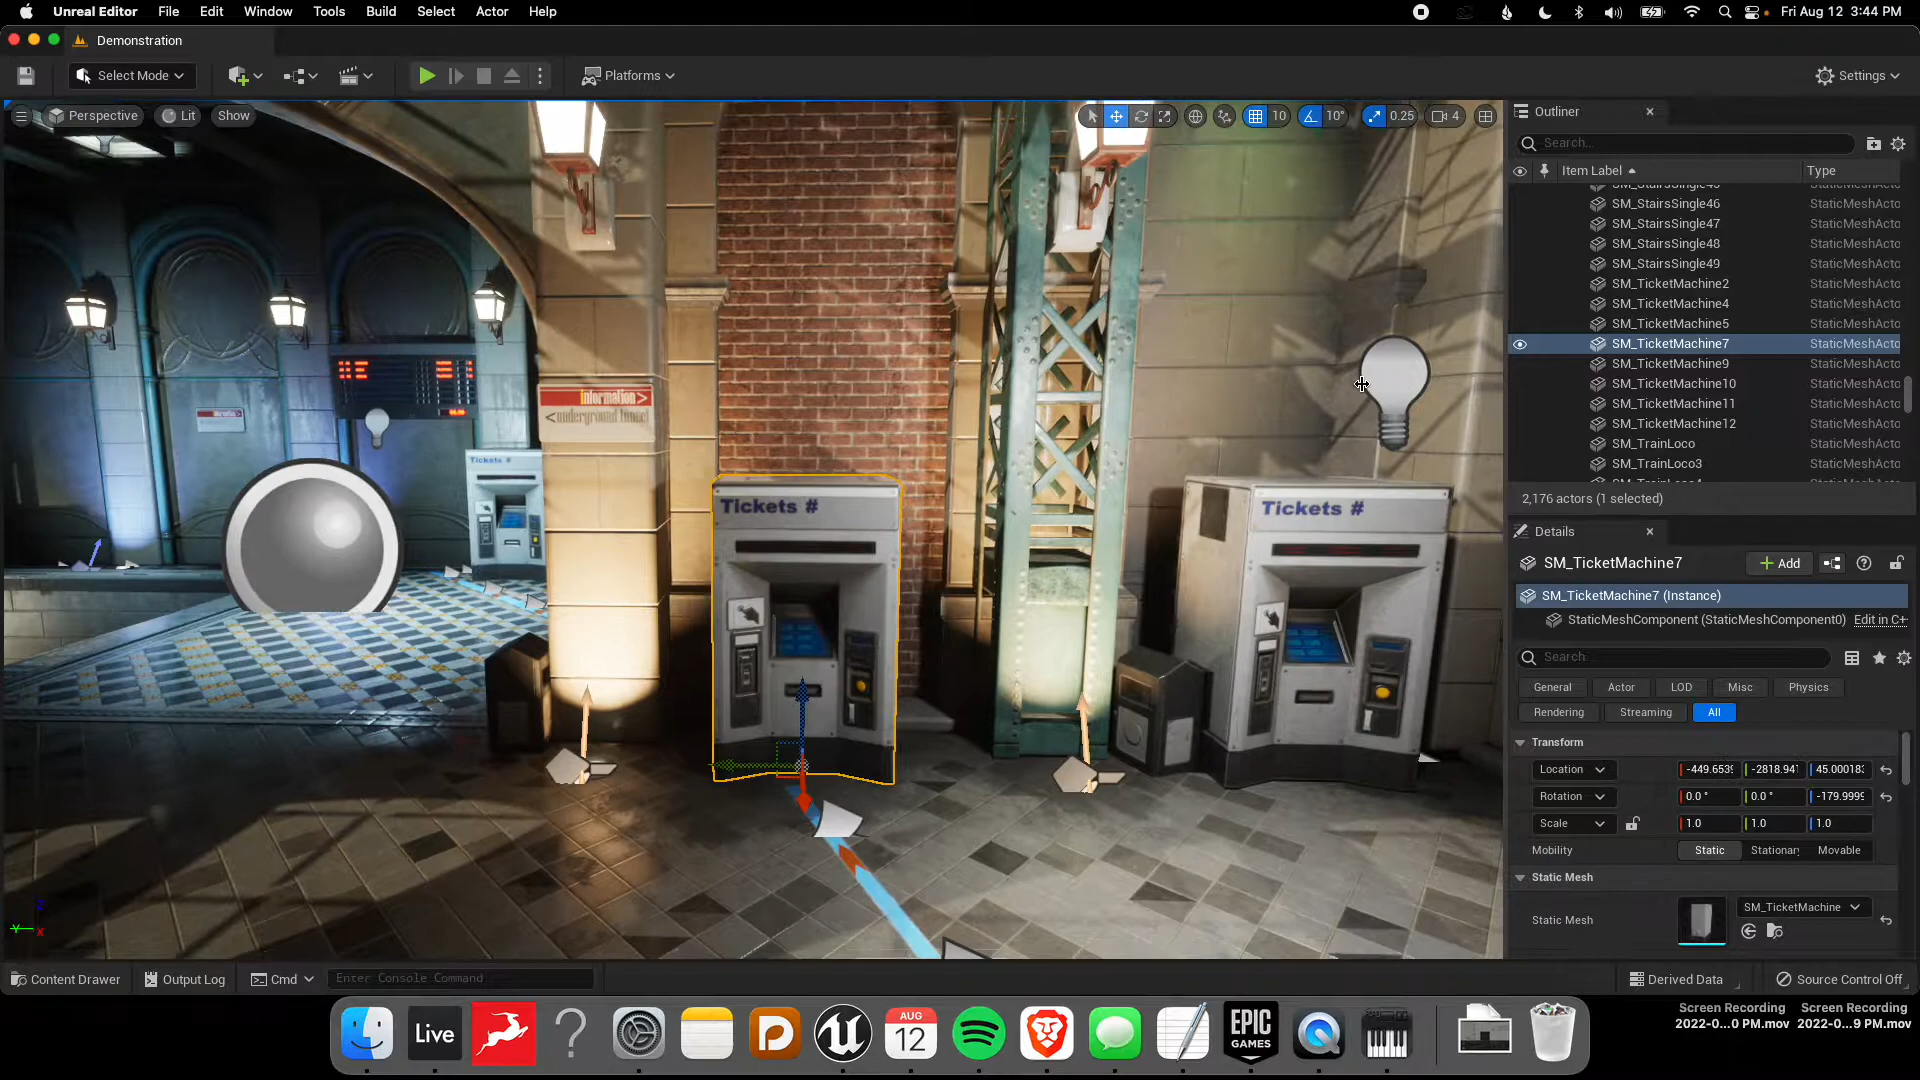 Unreal Editor File Edit Window Tools Build Select Actor Help
Fri Aug 12 3:44 PM
Demonstration
Select Mode
Platforms
Settings
Perspective Lit Show
10 10° 0.25 4
Outliner
Search...
Item Label Type
SM_StairsSingle45 StaticMeshActo
SM_StairsSingle46 StaticMeshActo
SM_StairsSingle47 StaticMeshActo
SM_StairsSingle48 StaticMeshActo
SM_StairsSingle49 StaticMeshActo
SM_TicketMachine2 StaticMeshActo
SM_TicketMachine4 StaticMeshActo
SM_TicketMachine5 StaticMeshActo
SM_TicketMachine7 StaticMeshActo
SM_TicketMachine9 StaticMeshActo
SM_TicketMachine10 StaticMeshActo
SM_TicketMachine11 StaticMeshActo
SM_TicketMachine12 StaticMeshActo
SM_TrainLoco StaticMeshActo
SM_TrainLoco3 StaticMeshActo
2,176 actors (1 selected)
information>
<underground tunnel
Tickets #
Tickets #
Tickets #
Details
SM_TicketMachine7
Add
SM_TicketMachine7 (Instance)
StaticMeshComponent (StaticMeshComponent0) Edit in C+
Search
General Actor LOD Misc Physics
Rendering Streaming All
Transform
Location -449.6539 -2818.941 45.000183
Rotation 0.0 ° 0.0 ° -179.9999
Scale 1.0 1.0 1.0
Mobility Static Stationary Movable
Static Mesh
Static Mesh SM_TicketMachine
Z
Y
X
Content Drawer Output Log Cmd Enter Console Command
Derived Data Source Control Off
Live
AUG
12
EPIC
GAMES
Screen Recording
2022-0...0 PM.mov
Screen Recording
2022-0...9 PM.mov